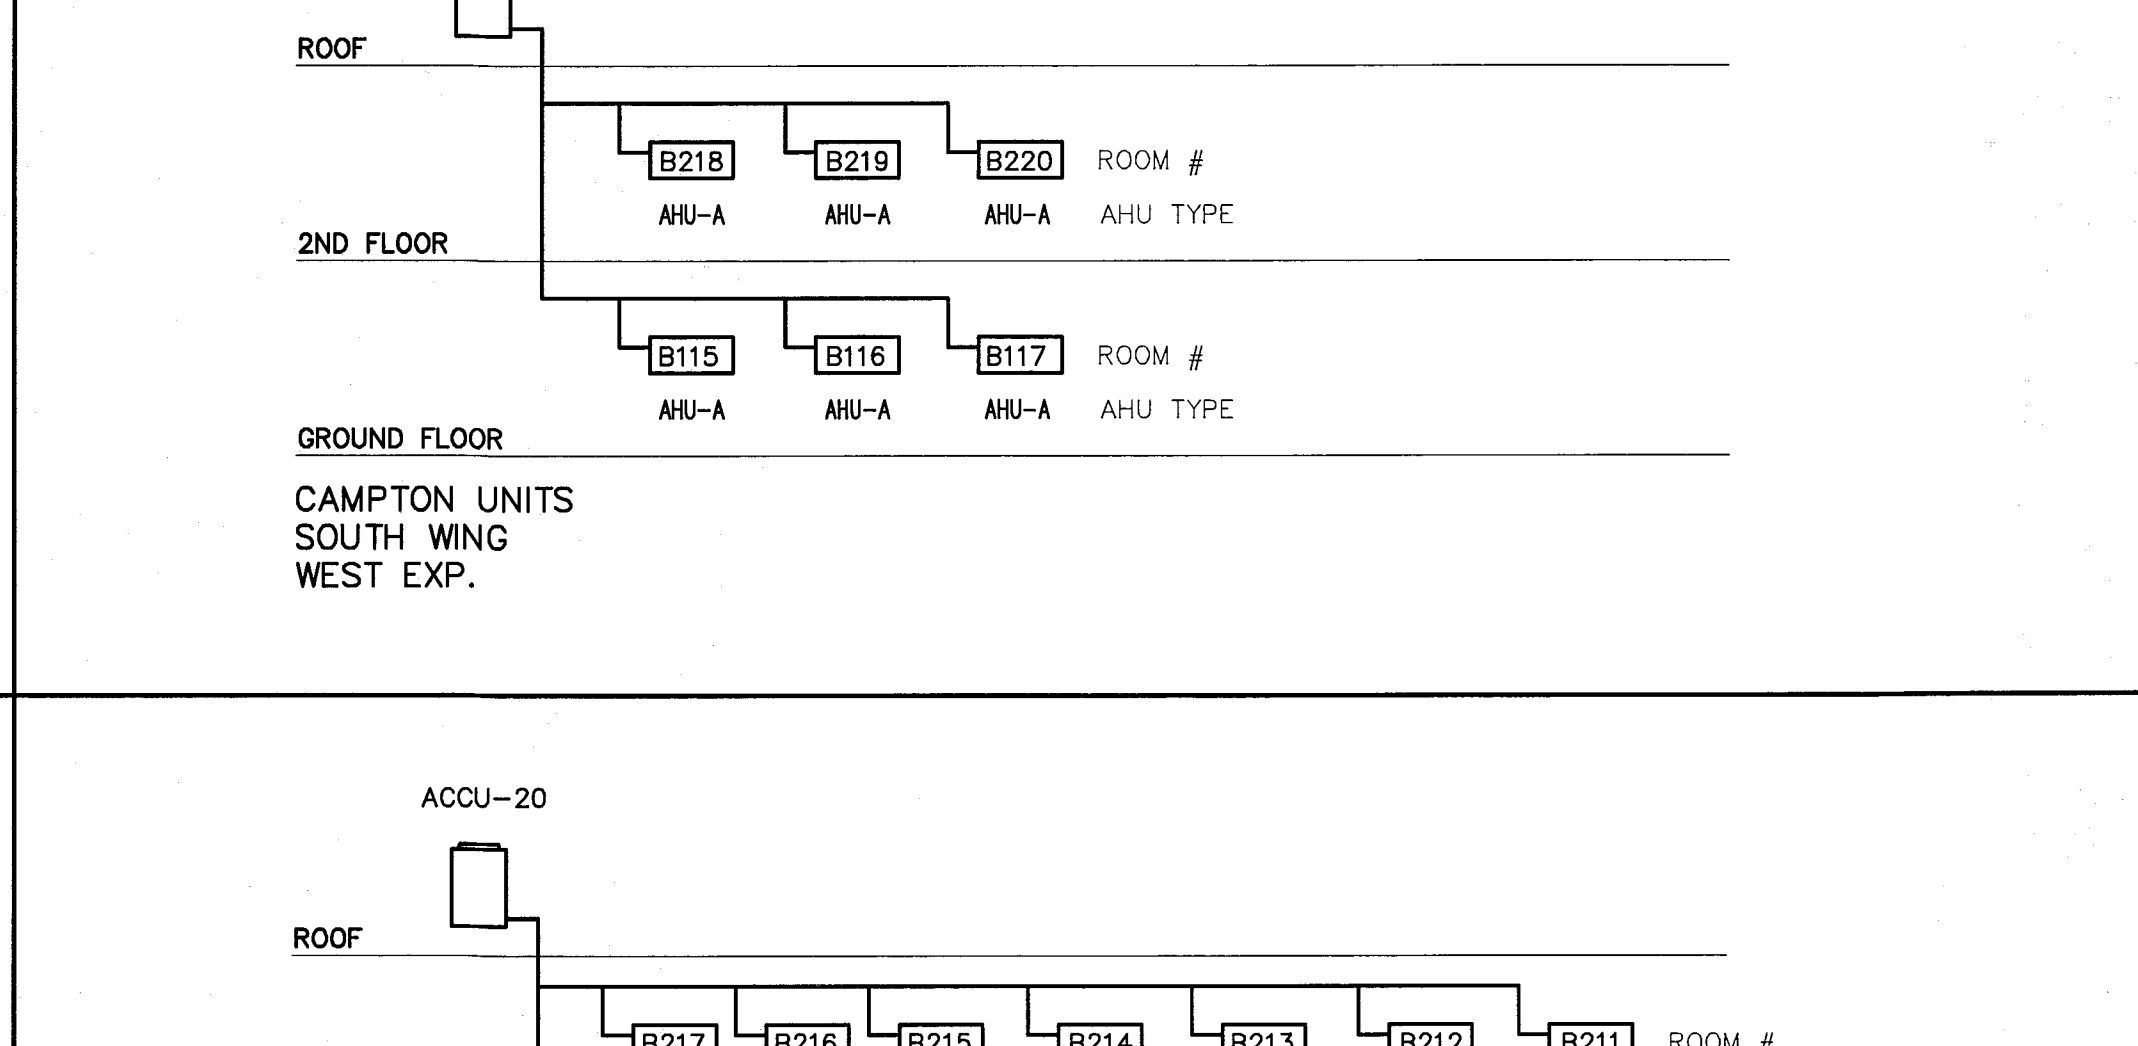 ROOF
B218 B219 B220 ROOM #
AHU-A AHU-A AHU-A AHU TYPE
2ND FLOOR
B115 B116 B117 ROOM #
AHU-A AHU-A AHU-A AHU TYPE
GROUND FLOOR
CAMPTON UNITS
SOUTH WING
WEST EXP.
ACCU-20
ROOF
B217 B216 B215 B214 B213 B212 B211 ROOM #